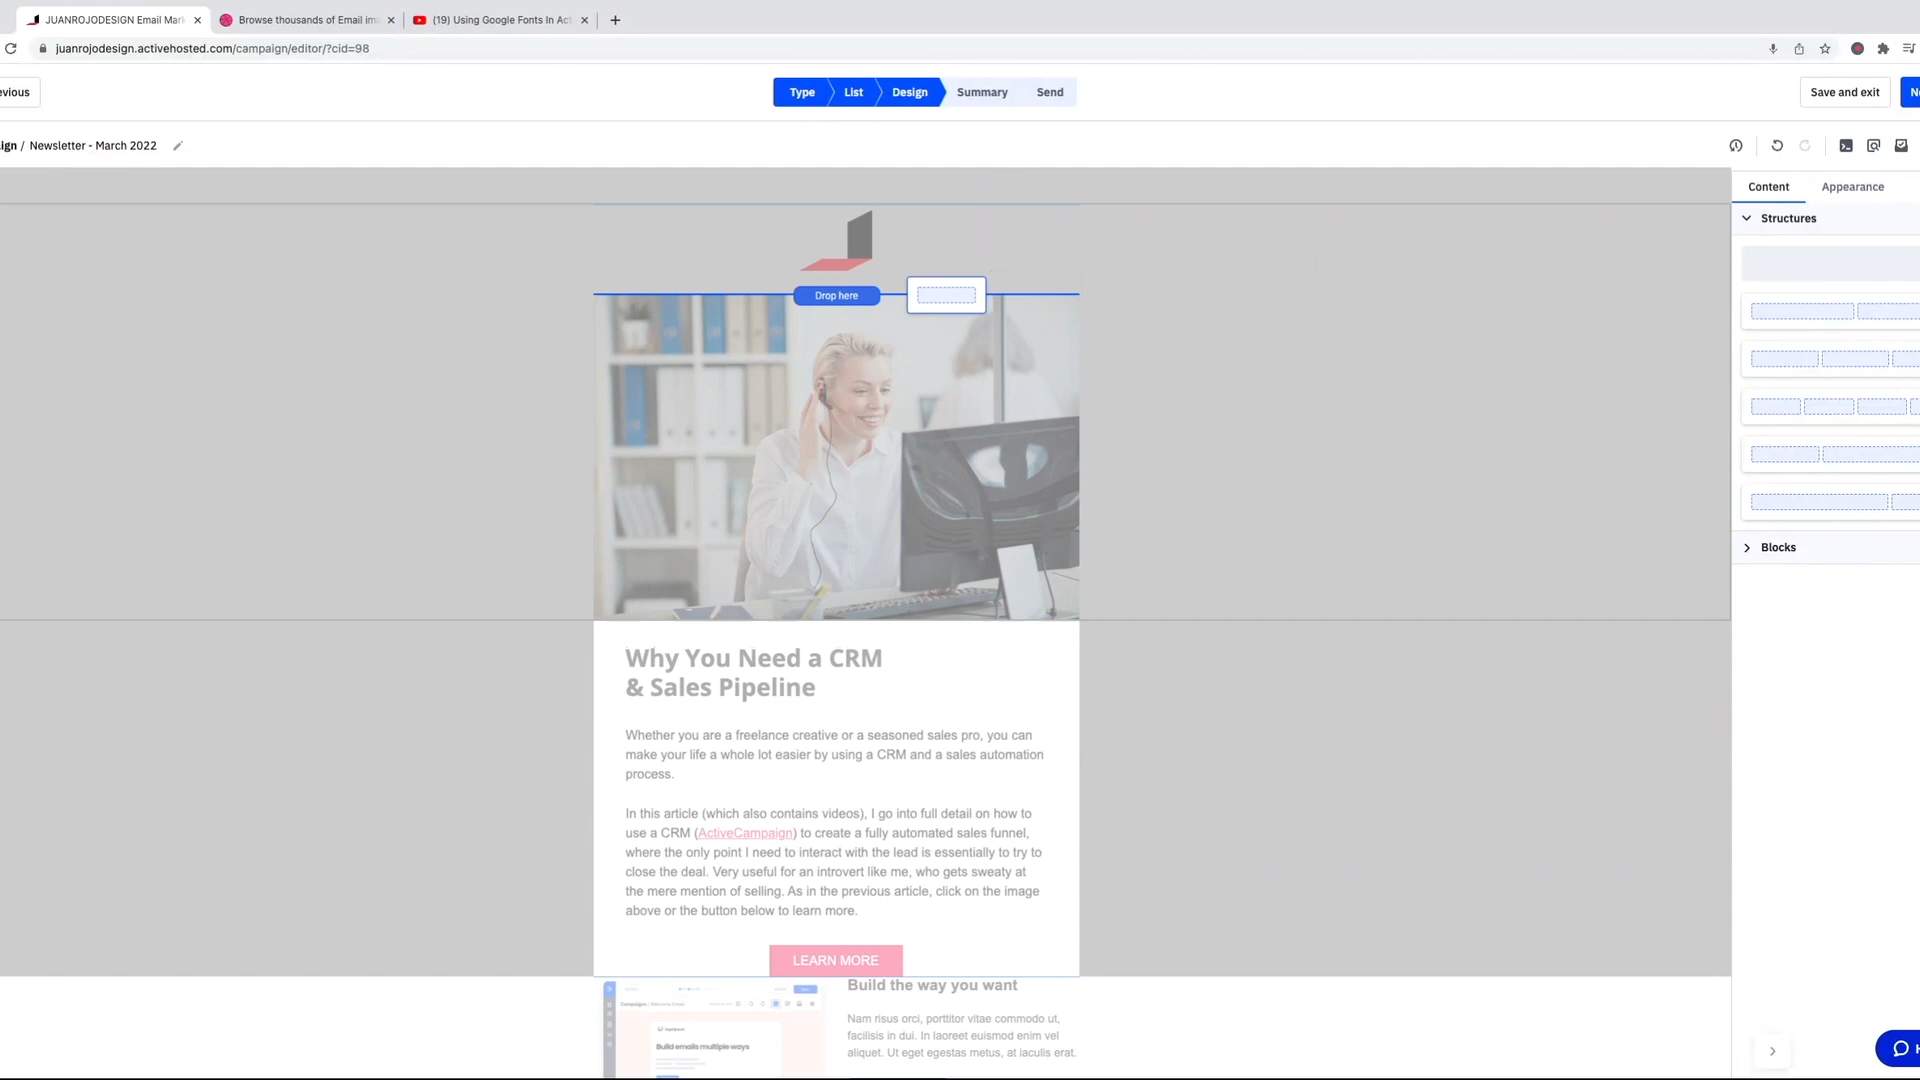 JUANROJODESIGN Email Mark
Browse thousands of Email im
(19) Using Google Fonts In Act
juanrojodesign.activehosted.com/campaign/editor/?cid=98
evious
Type
List
Design
Summary
Send
Save and exit
Ne
ign / Newsletter - March 2022
Content
Appearance
Structures
Drop here
Blocks
Why You Need a CRM
& Sales Pipeline
Whether you are a freelance creative or a seasoned sales pro, you can
make your life a whole lot easier by using a CRM and a sales automation
process.
In this article (which also contains videos), I go into full detail on how to
use a CRM (ActiveCampaign) to create a fully automated sales funnel,
where the only point I need to interact with the lead is essentially to try to
close the deal. Very useful for an introvert like me, who gets sweaty at
the mere mention of selling. As in the previous article, click on the image
above or the button below to learn more.
LEARN MORE
Build the way you want
Nam risus orci, porttitor vitae commodo ut,
facilisis in dui. In laoreet euismod enim vel
aliquet. Ut eget egestas metus, at iaculis erat.
Campaigns / Welcome Email
Build emails multiple ways
H